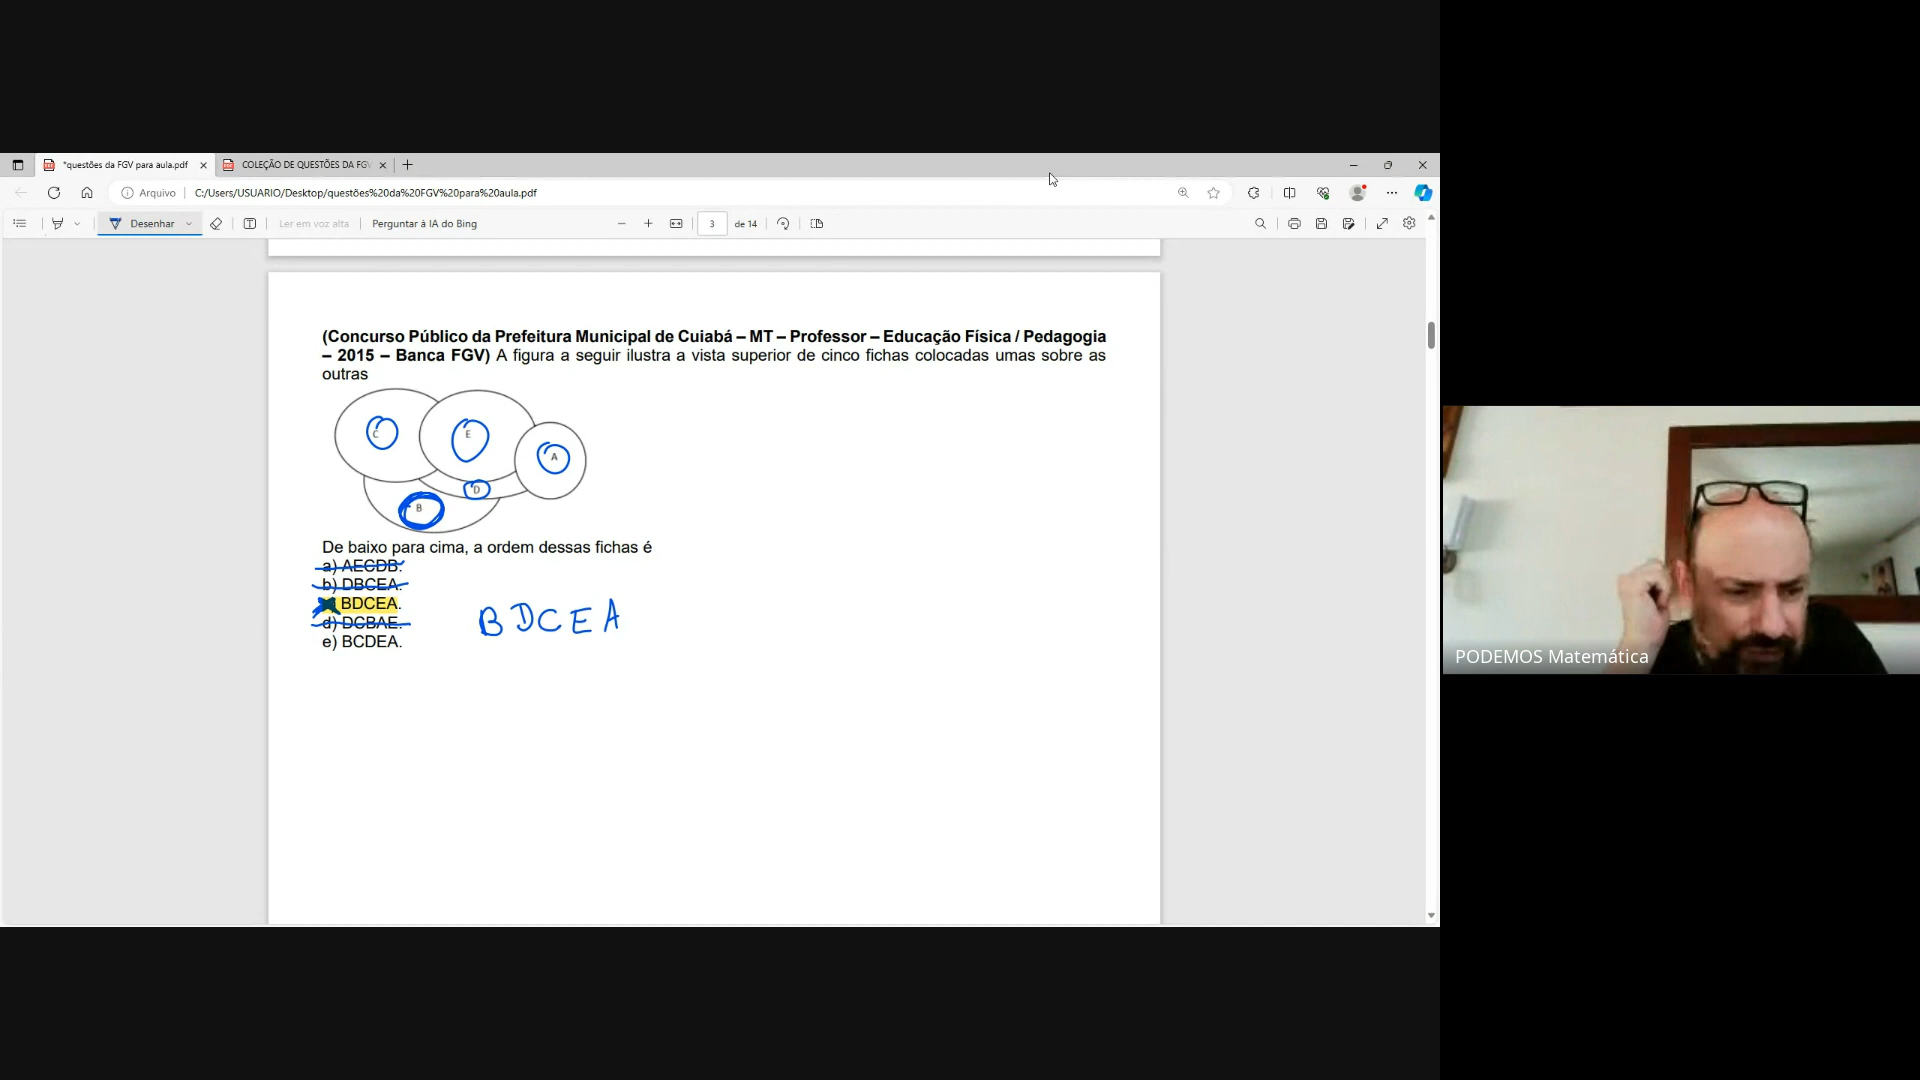 *questões da FGV para aula.pdf
COLEÇÃO DE QUESTÕES DA FGV
Arquivo
C:/Users/USUARIO/Desktop/questões%20da%20FGV%20para%20aula.pdf
Desenhar
Ler em voz alta
Perguntar à IA do Bing
3
de 14
(Concurso Público da Prefeitura Municipal de Cuiabá – MT – Professor – Educação Física / Pedagogia
– 2015 – Banca FGV) A figura a seguir ilustra a vista superior de cinco fichas colocadas umas sobre as
outras
C
E
A
D
B
De baixo para cima, a ordem dessas fichas é
a) AECDB.
b) DBCEA.
BDCEA.
d) DCBAE.
e) BCDEA.
BDCEA
PODEMOS Matemática